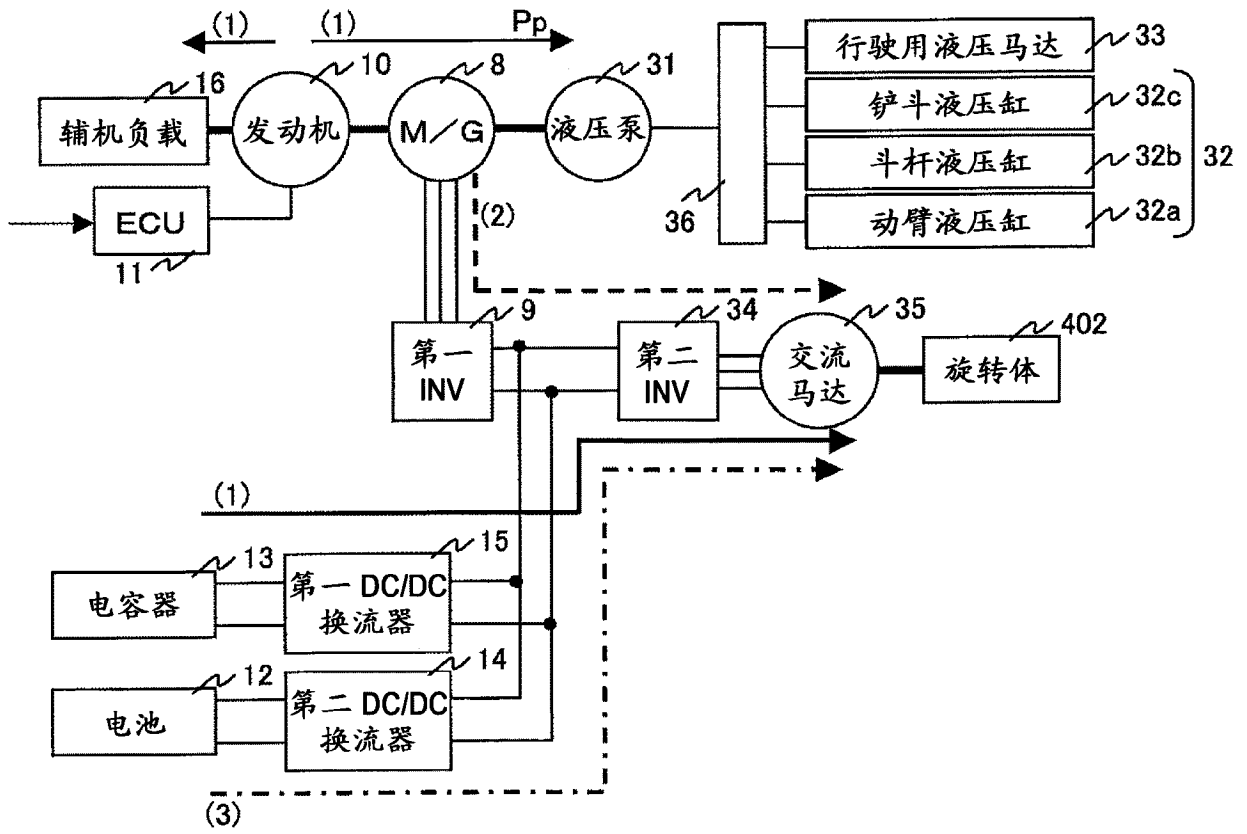 (1)
(1)
Pp
16
10
8
31
33
辅机负载
发动机
M/G
液压泵
行驶用液压马达
铲斗液压缸
32c
斗杆液压缸
32b
32
动臂液压缸
32a
36
ECU
11
(2)
9
34
35
402
第一
INV
第二
INV
交流
马达
旋转体
(1)
13
15
电容器
第一 DC/DC
换流器
12
14
电池
第二 DC/DC
换流器
(3)